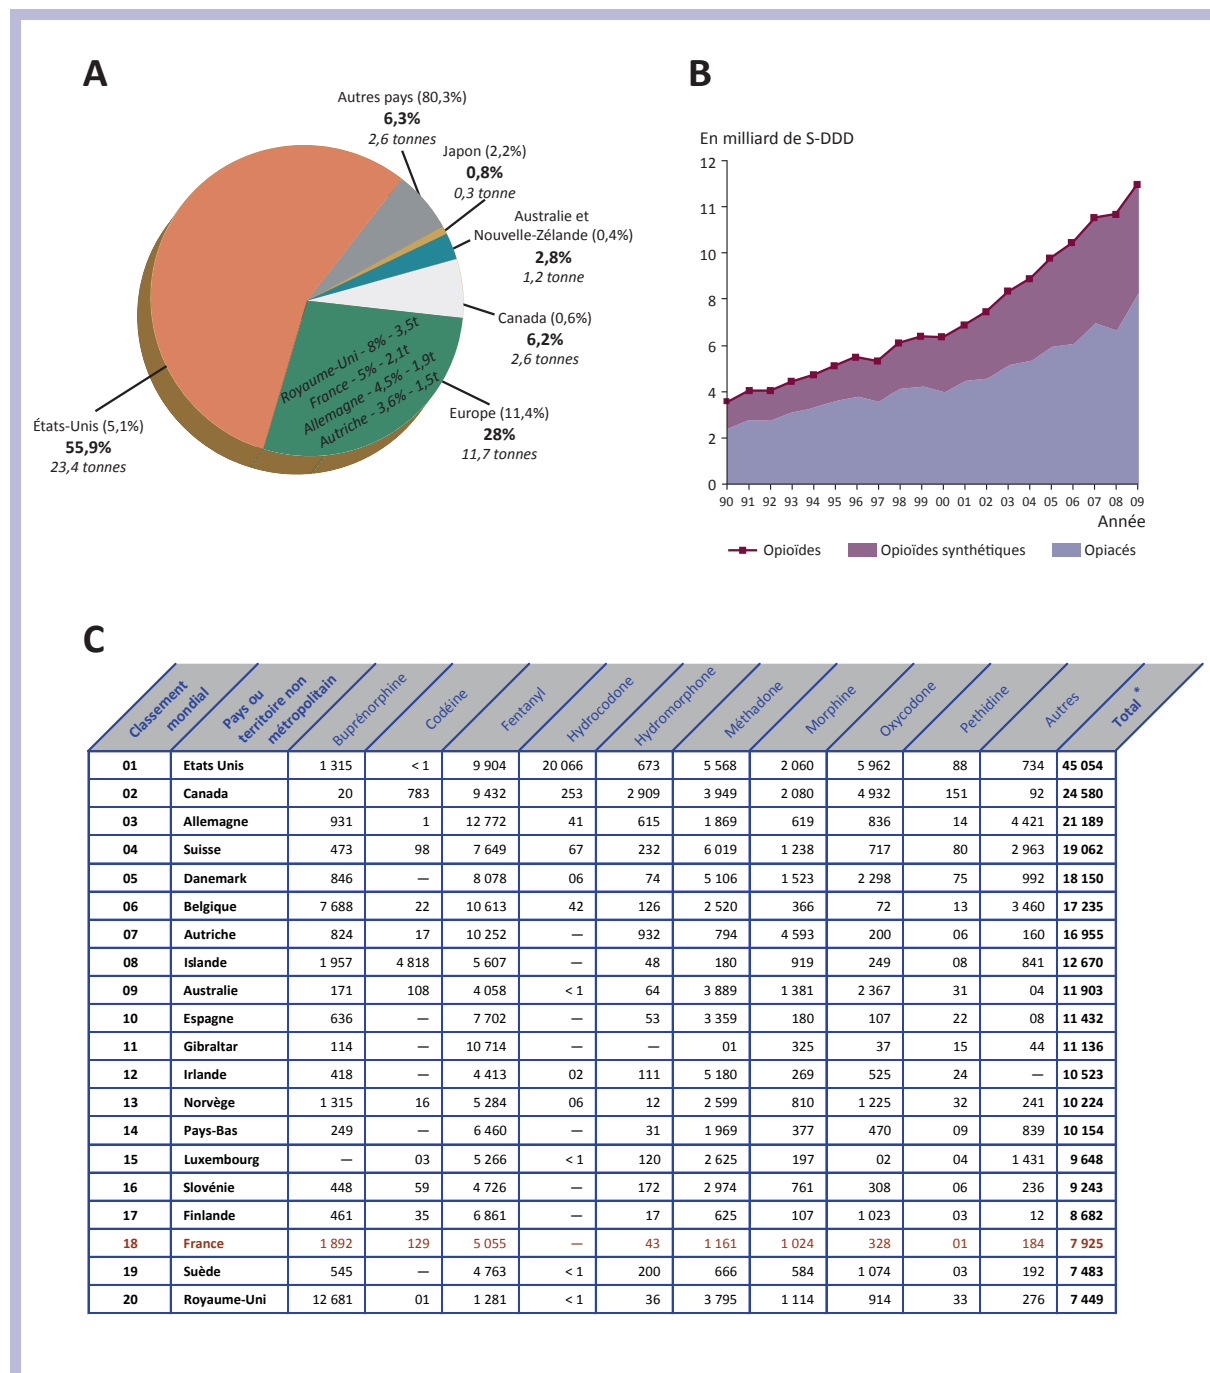 A
Autres pays (80,3%)
6,3%
2,6 tonnes
Japon (2,2%)
0,8%
0,3 tonne
Australie et
Nouvelle-Zélande (0,4%)
2,8%
1,2 tonne
Canada (0,6%)
6,2%
2,6 tonnes
Royaume-Uni - 8% - 3,5t
France - 5% - 2,1t
Allemagne - 4,5% - 1,9t
Autriche - 3,6% - 1,5t
Europe (11,4%)
28%
11,7 tonnes
États-Unis (5,1%)
55,9%
23,4 tonnes
B
En milliard de S-DDD
12
11
10
8
6
4
2
0
90 91 92 93 94 95 96 97 98 99 00 01 02 03 04 05 06 07 08 09
Année
Opioïdes Opioïdes synthétiques Opiacés
C
Classement mondial Pays ou territoire non métropolitain Buprénorphine Codéine Fentanyl Hydrocodone Hydromorphone Méthadone Morphine Oxycodone Pethidine Autres Total *
01 Etats Unis 1 315 < 1 9 904 20 066 673 5 568 2 060 5 962 88 734 45 054
02 Canada 20 783 9 432 253 2 909 3 949 2 080 4 932 151 92 24 580
03 Allemagne 931 1 12 772 41 615 1 869 619 836 14 4 421 21 189
04 Suisse 473 98 7 649 67 232 6 019 1 238 717 80 2 963 19 062
05 Danemark 846 — 8 078 06 74 5 106 1 523 2 298 75 992 18 150
06 Belgique 7 688 22 10 613 42 126 2 520 366 72 13 3 460 17 235
07 Autriche 824 17 10 252 — 932 794 4 593 200 06 160 16 955
08 Islande 1 957 4 818 5 607 — 48 180 919 249 08 841 12 670
09 Australie 171 108 4 058 < 1 64 3 889 1 381 2 367 31 04 11 903
10 Espagne 636 — 7 702 — 53 3 359 180 107 22 08 11 432
11 Gibraltar 114 — 10 714 — — 01 325 37 15 44 11 136
12 Irlande 418 — 4 413 02 111 5 180 269 525 24 — 10 523
13 Norvège 1 315 16 5 284 06 12 2 599 810 1 225 32 241 10 224
14 Pays-Bas 249 — 6 460 — 31 1 969 377 470 09 839 10 154
15 Luxembourg — 03 5 266 < 1 120 2 625 197 02 04 1 431 9 648
16 Slovénie 448 59 4 726 — 172 2 974 761 308 06 236 9 243
17 Finlande 461 35 6 861 — 17 625 107 1 023 03 12 8 682
18 France 1 892 129 5 055 — 43 1 161 1 024 328 01 184 7 925
19 Suède 545 — 4 763 < 1 200 666 584 1 074 03 192 7 483
20 Royaume-Uni 12 681 01 1 281 < 1 36 3 795 1 114 914 33 276 7 449